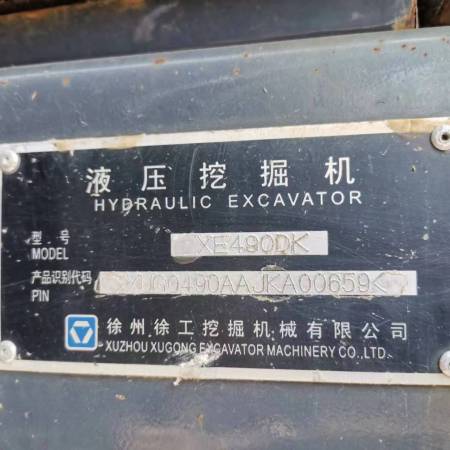 液压挖掘机
HYDRAULIC EXCAVATOR
型号 XE490DK
MODEL
产品识别代码 XUG0490AAJKA00659K
PIN
徐州徐工挖掘机械有限公司
XUZHOU XUGONG EXCAVATOR MACHINERY CO.,LTD.